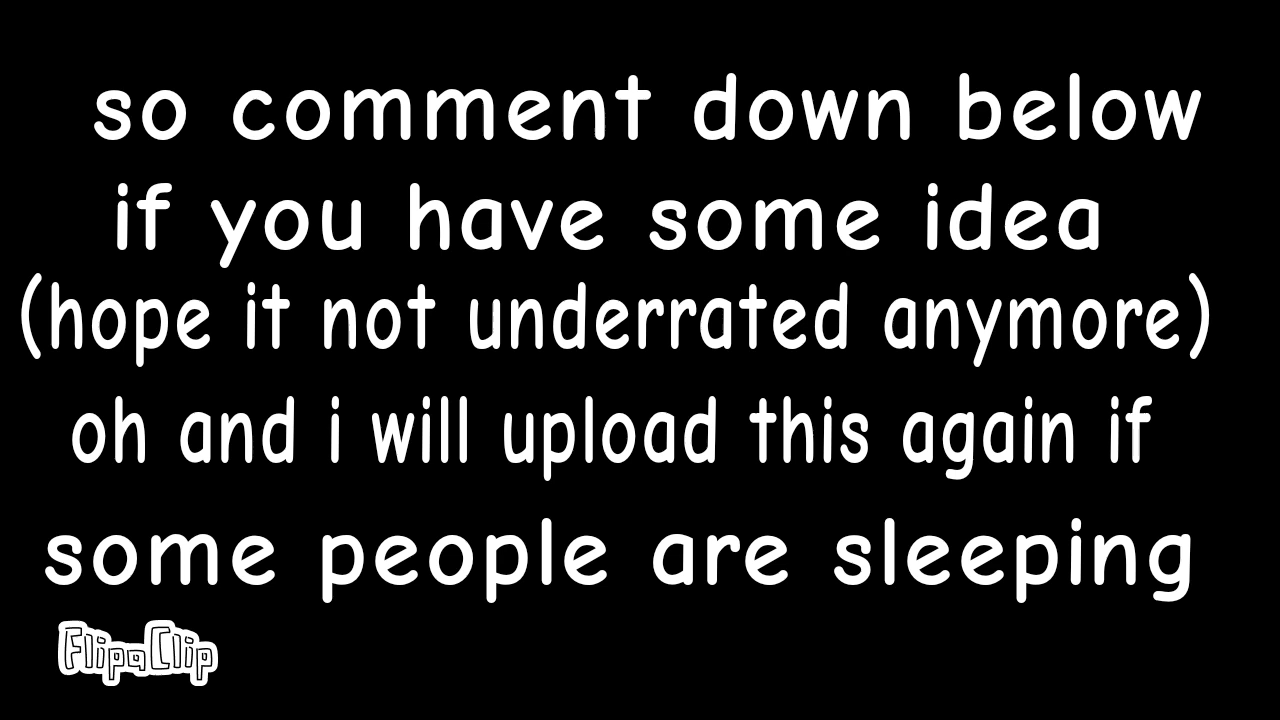 so comment down below
if you have some idea
(hope it not underrated anymore)
oh and i will upload this again if
some people are sleeping
FlipaClip